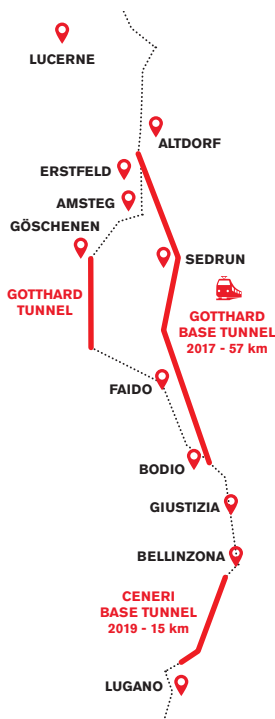 LUCERNE
ALTDORF
ERSTFELD
AMSTEG
GÖSCHENEN
SEDRUN
GOTTHARD
TUNNEL
GOTTHARD
BASE TUNNEL
2017 - 57 km
FAIDO
BODIO
GIUSTIZIA
BELLINZONA
CENERI
BASE TUNNEL
2019 - 15 km
LUGANO